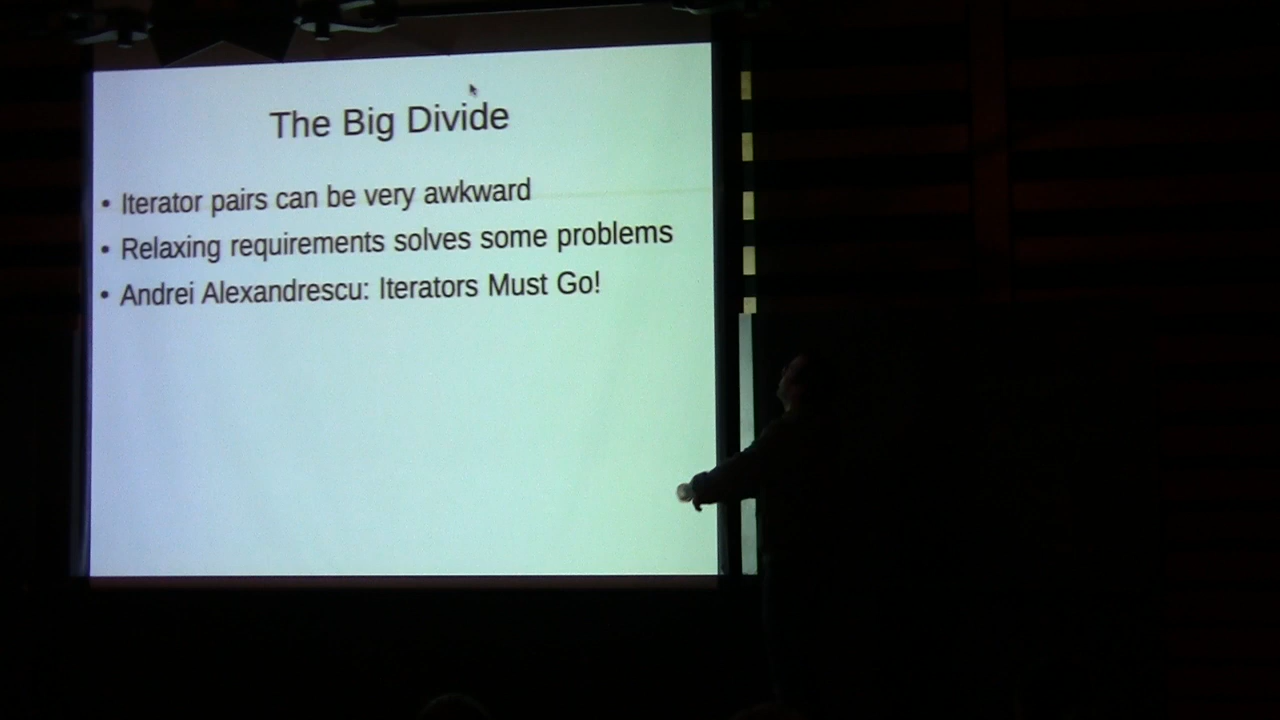 The Big Divide
• Iterator pairs can be very awkward
• Relaxing requirements solves some problems
• Andrei Alexandrescu: Iterators Must Go!